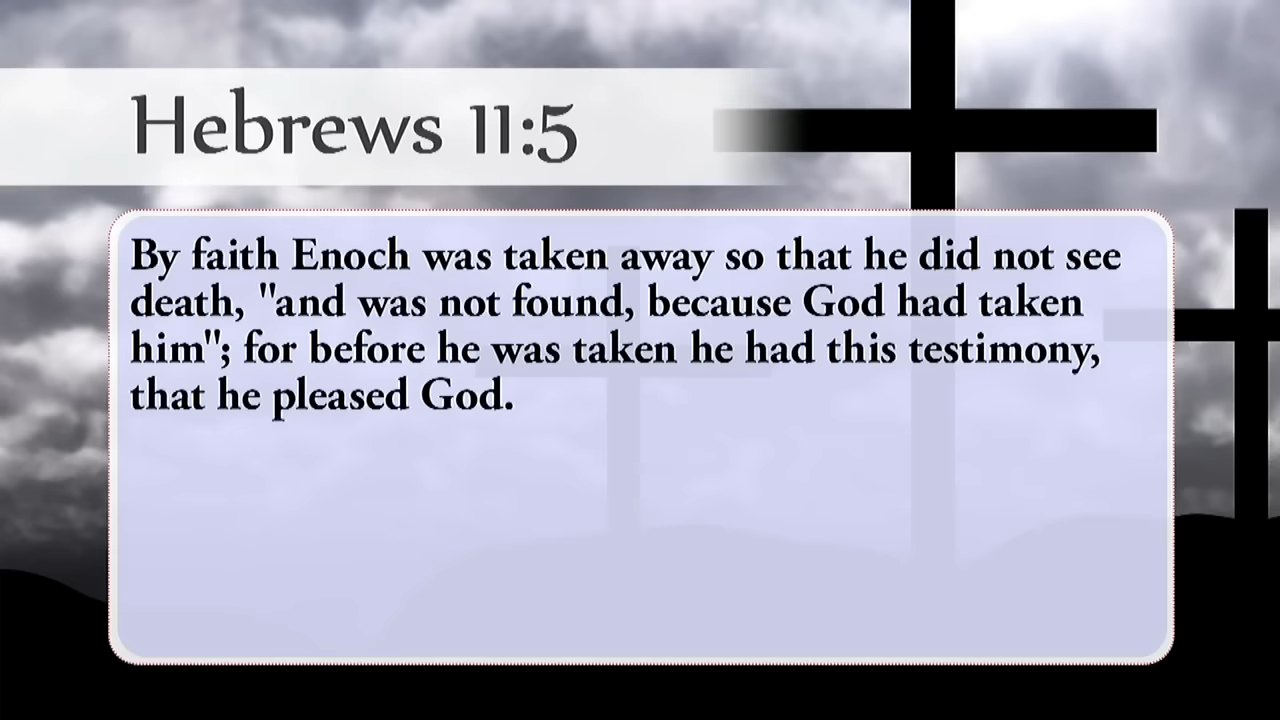 Hebrews 11:5
By faith Enoch was taken away so that he did not see
death, "and was not found, because God had taken
him"; for before he was taken he had this testimony,
that he pleased God.